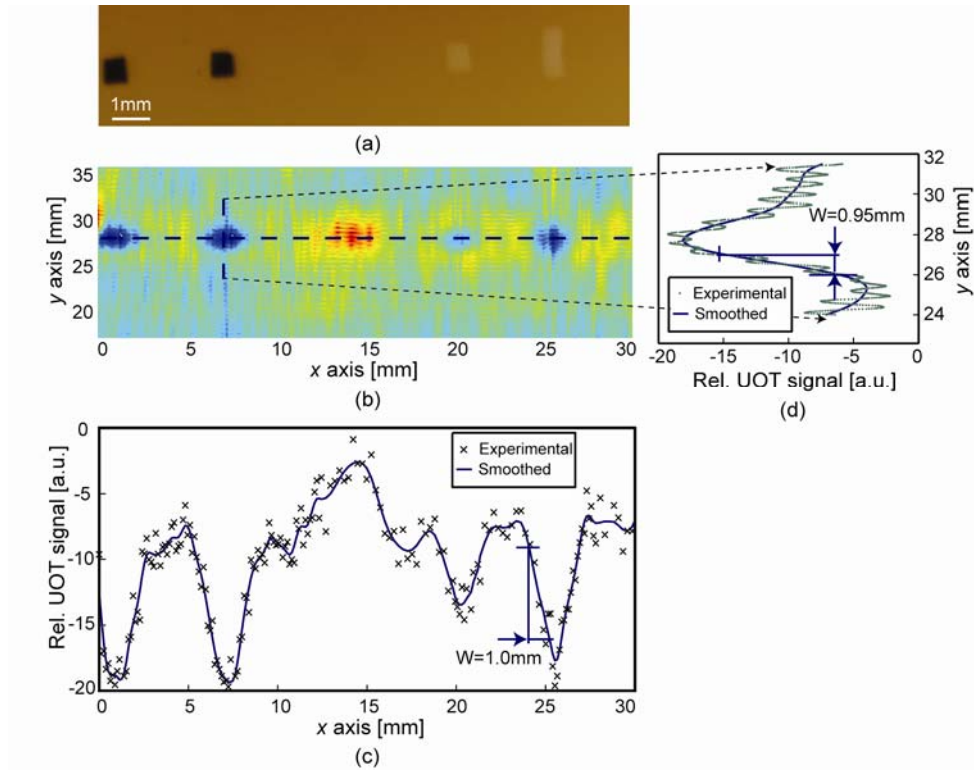 1mm
(a)
35
30
25
20
y axis [mm]
0 5 10 15 20 25 30
x axis [mm]
(b)
W=0.95mm
Experimental
Smoothed
32
30
28
26
24
y axis [mm]
-20 -15 -10 -5 0
Rel. UOT signal [a.u.]
(d)
0
-5
-10
-15
-20
Rel. UOT signal [a.u.]
Experimental
Smoothed
W=1.0mm
0 5 10 15 20 25 30
x axis [mm]
(c)